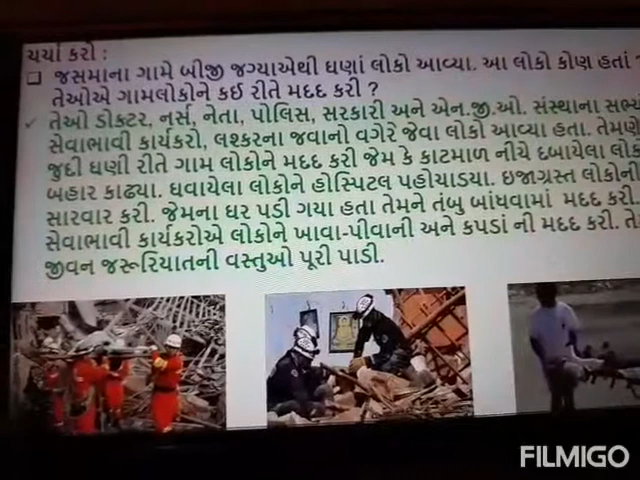 ચર્ચા કરો :
❑ જસમાના ગામે બીજી જગ્યાએથી ઘણાં લોકો આવ્યા. આ લોકો કોણ હતાં ?
તેઓએ ગામલોકોને કઈ રીતે મદદ કરી ?
✓ તેઓ ડોકટર, નર્સ, નેતા, પોલિસ, સરકારી અને એન.જી.ઓ. સંસ્થાના
સેવાભાવી કાર્યકરો, લશ્કરના જવાનો વગેરે જેવા લોકો આવ્યા હતા. તેમણે
જુદી ઘણી રીતે ગામ લોકોને મદદ કરી જેમ કે કાટમાળ નીચે દબાયેલા
બહાર કાઢ્યા. ઘવાયેલા લોકોને હોસ્પિટલ પહોચાડયા. ઇજાગ્રસ્ત લોકોની
સારવાર કરી. જેમના ઘર પડી ગયા હતા તેમને તંબુ બાંધવામાં મદદ કરી.
સેવાભાવી કાર્યકરોએ લોકોને ખાવા-પીવાની અને કપડાં ની મદદ કરી.
જીવન જરૂરિયાતની વસ્તુઓ પૂરી પાડી.
FILMIGO